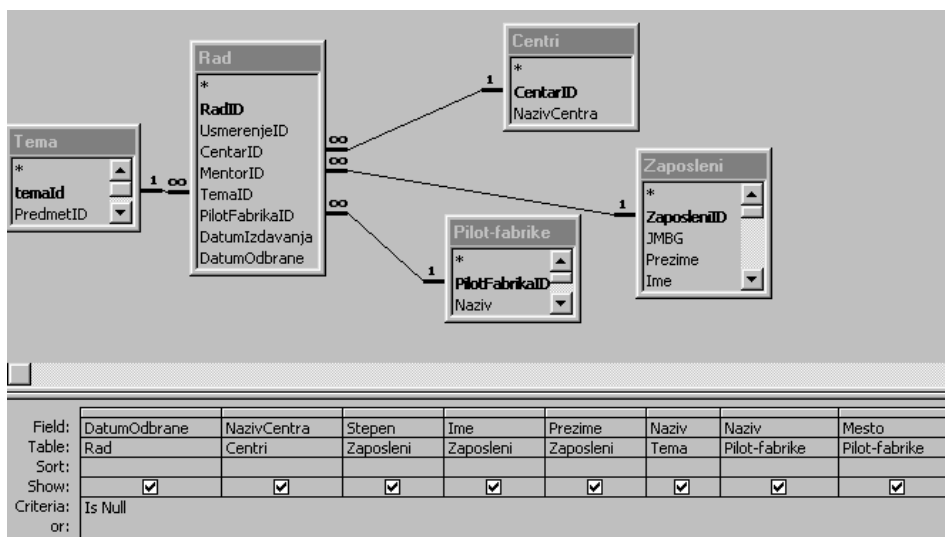 Centri
*
CentarID
NazivCentra
Rad
*
RadID
UsmerenjeID
CentarID
MentorID
TemaID
PilotFabrikaID
DatumIzdavanja
DatumOdbrane
Tema
*
temaId
PredmetID
Zaposleni
*
ZaposleniID
JMBG
Prezime
Ime
Pilot-fabrike
*
PilotFabrikaID
Naziv
1 ∞
∞ 1
∞ 1
∞ 1
Field: DatumOdbrane NazivCentra Stepen Ime Prezime Naziv Naziv Mesto
Table: Rad Centri Zaposleni Zaposleni Zaposleni Tema Pilot-fabrike Pilot-fabrike
Sort:
Show:
Criteria: Is Null
or: